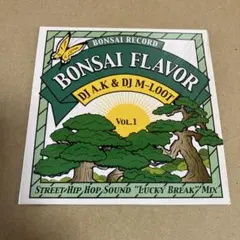 BONSAI RECORD
BONSAI FLAVOR
DJ A.K & DJ M-LOOT
VOL.1
STREET HIP HOP SOUND "LUCKY BREAK" MIX